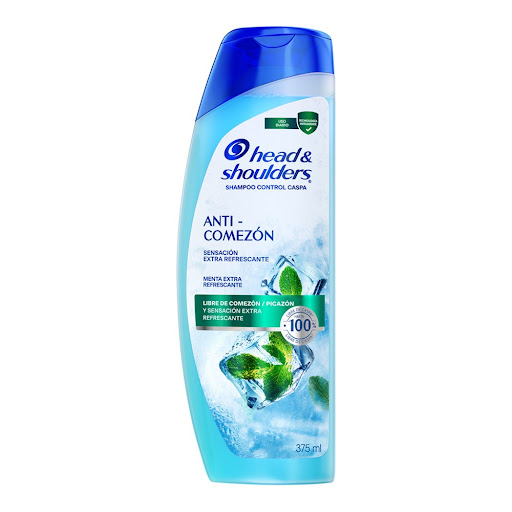 USO
DIARIO
head &
shoulders®
SHAMPOO CONTROL CASPA
ANTI -
COMEZÓN
SENSACIÓN
EXTRA REFRESCANTE
MENTA EXTRA
REFRESCANTE
LIBRE DE COMEZÓN / PICAZÓN
Y SENSACIÓN EXTRA
REFRESCANTE
100
375 ml